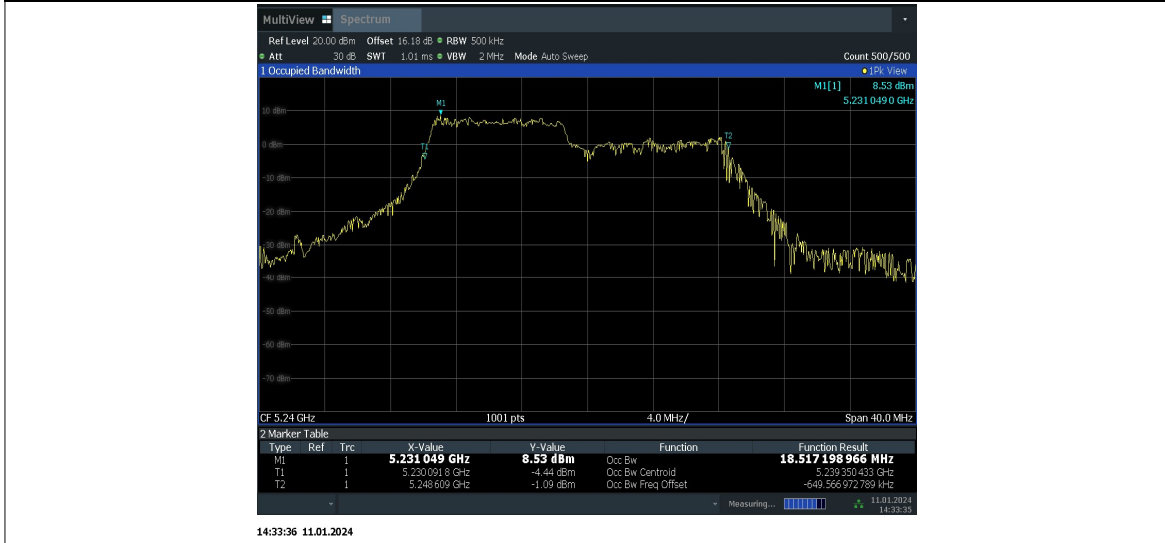 MultiView Spectrum
Ref Level 20.00 dBm Offset 16.18 dB RBW 500 kHz
Att 30 dB SWT 1.01 ms VBW 2 MHz Mode Auto Sweep Count 500/500
1 Occupied Bandwidth 1Pk View
M1[1] 8.53 dBm
5.231 049 0 GHz
M1
10 dBm
T2
0 dBm
T1
-10 dBm
-20 dBm
-30 dBm
-40 dBm
-50 dBm
-60 dBm
-70 dBm
CF 5.24 GHz 1001 pts 4.0 MHz/ Span 40.0 MHz
2 Marker Table
Type Ref Trc X-Value Y-Value Function Function Result
M1 1 5.231 049 GHz 8.53 dBm Occ Bw 18.517 198 966 MHz
T1 1 5.230 091 8 GHz -4.44 dBm Occ Bw Centroid 5.239 350 433 GHz
T2 1 5.248 609 GHz -1.09 dBm Occ Bw Freq Offset -649.566 972 789 kHz
Measuring... 11.01.2024
14:33:35
14:33:36 11.01.2024